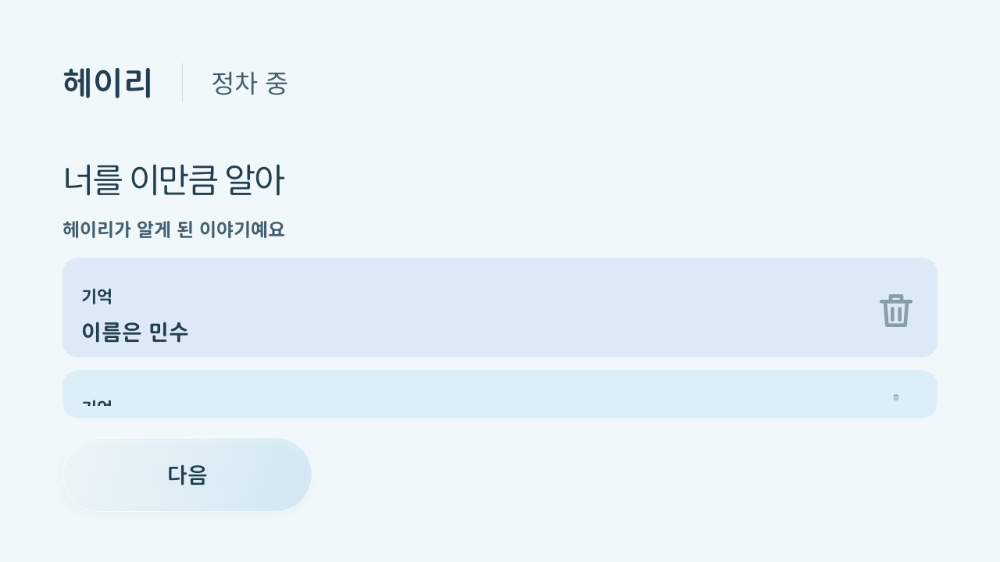 헤이리
정차 중
너를 이만큼 알아
헤이리가 알게 된 이야기예요
기억
이름은 민수
다음